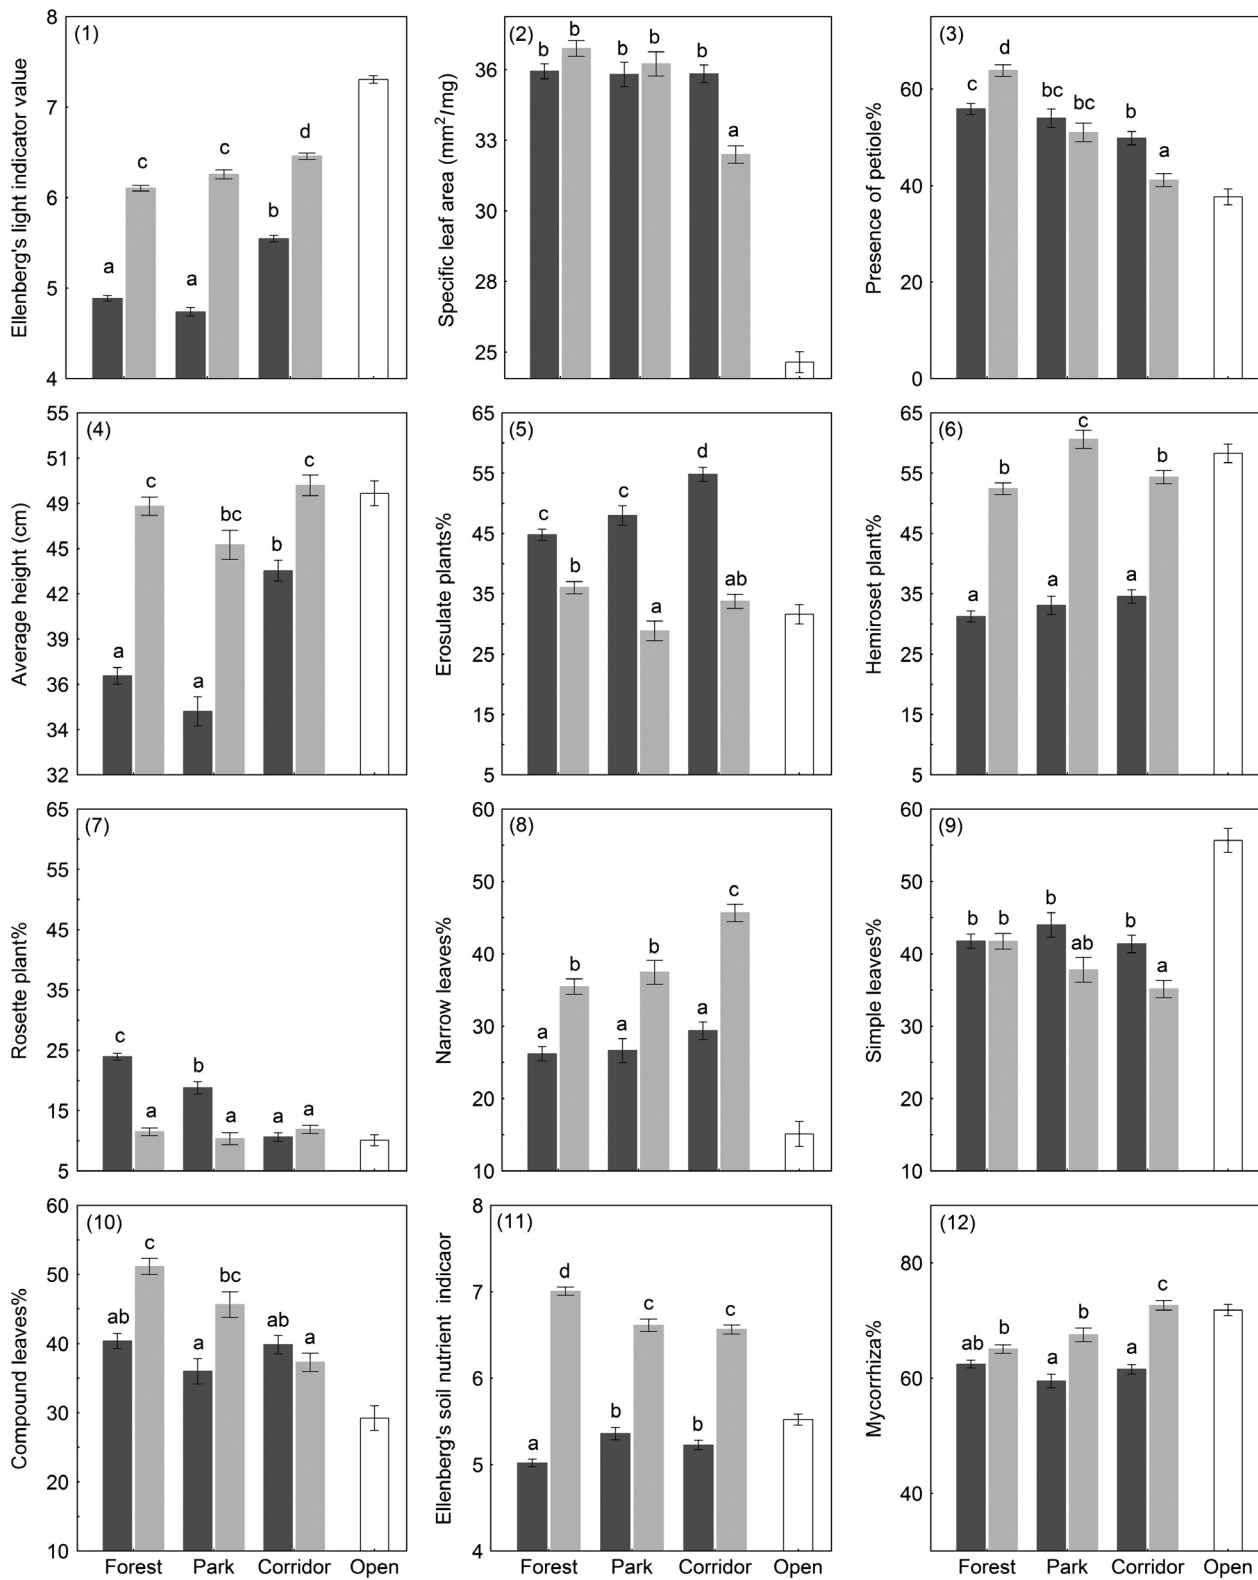 (1)
Ellenberg's light indicator value
8
7
6
5
4
a
c
a
c
b
d
(2)
Specific leaf area (mm²/mg)
36
33
30
28
25
b
b
b
b
b
a
(3)
Presence of petiole%
60
40
20
0
c
d
bc
bc
b
a
(4)
Average height (cm)
55
51
49
45
42
39
36
34
32
a
c
a
bc
b
c
(5)
Erosulate plants%
65
55
45
35
25
15
5
c
b
c
a
d
ab
(6)
Hemiroset plant%
65
55
45
35
25
15
5
a
b
a
c
a
b
(7)
Rosette plant%
65
55
45
35
25
15
5
c
a
b
a
a
a
(8)
Narrow leaves%
60
50
40
30
20
10
a
b
a
b
a
c
(9)
Simple leaves%
60
50
40
30
20
10
b
b
b
ab
b
a
(10)
Compound leaves%
60
50
40
30
20
10
ab
c
a
bc
ab
a
Forest Park Corridor Open
(11)
Ellenberg's soil nutrient indicaor
8
7
6
5
4
a
d
b
c
b
c
Forest Park Corridor Open
(12)
Mycorrhiza%
80
60
40
ab
b
a
b
a
c
Forest Park Corridor Open